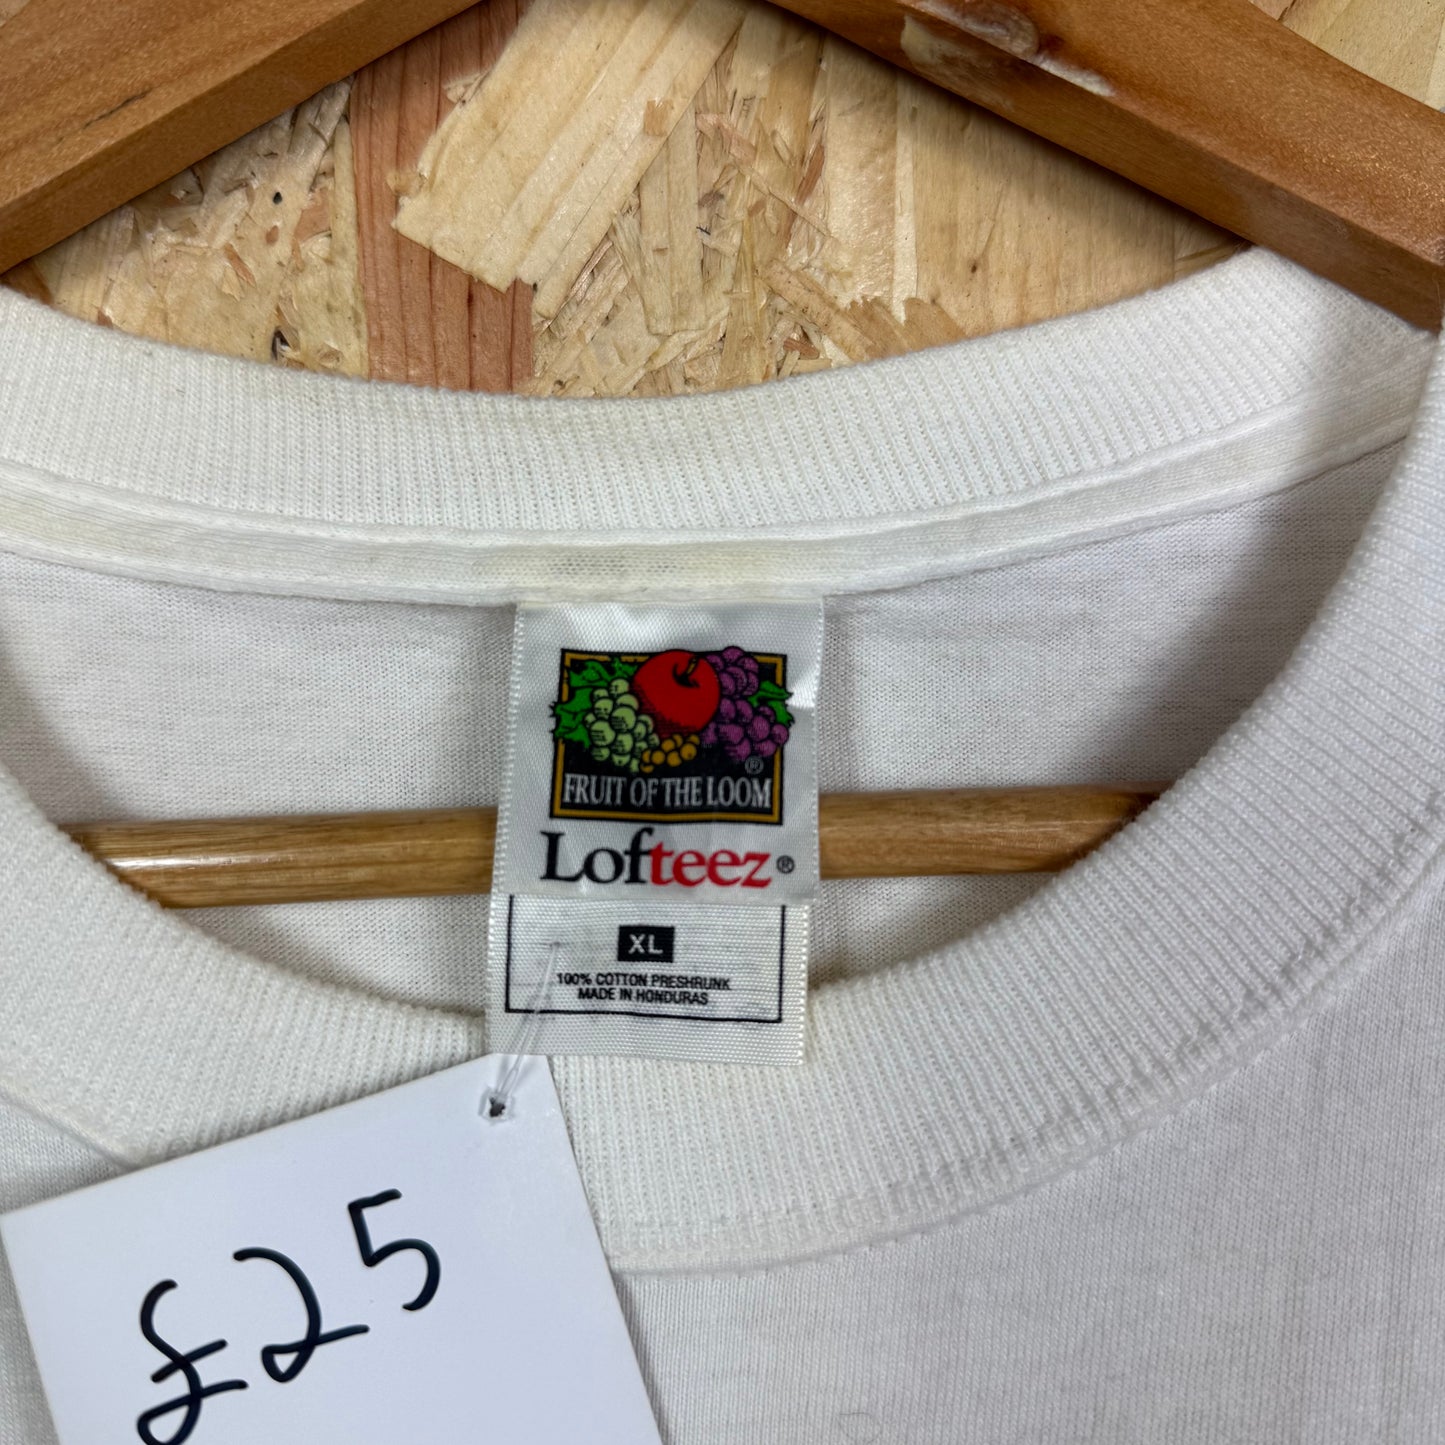 ®
FRUIT OF THE LOOM
Lofteez®
XL
100% COTTON PRESHRUNK
MADE IN HONDURAS
£25